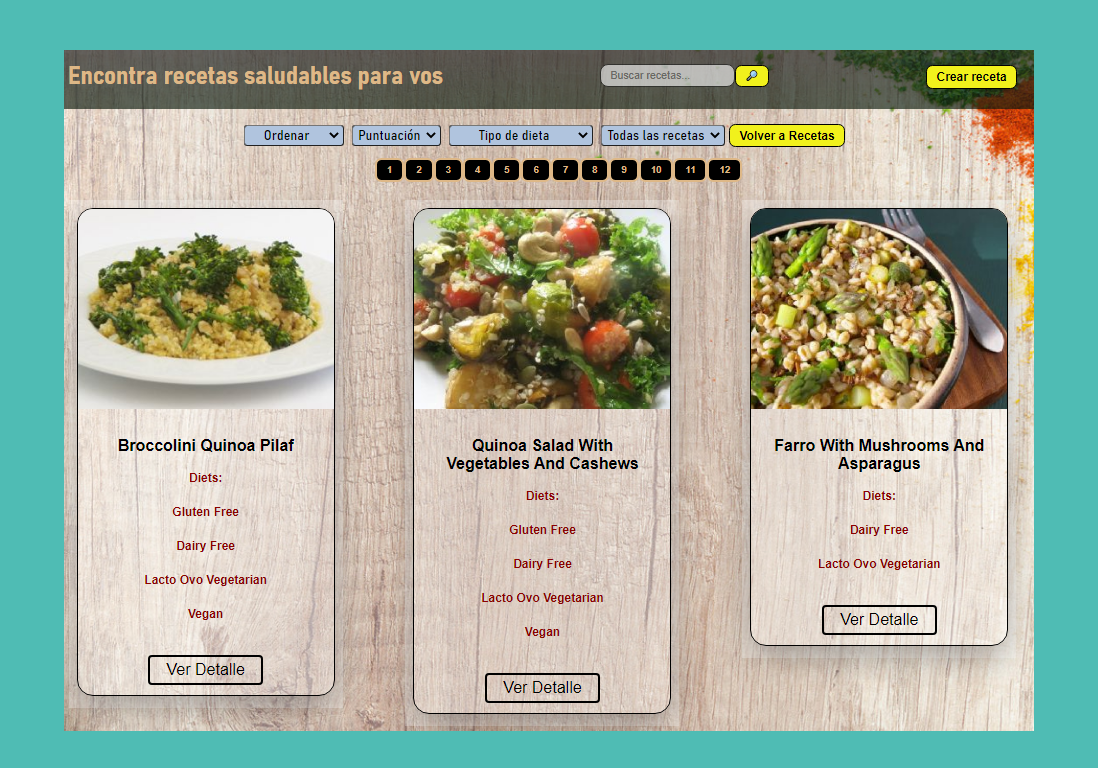 Encontra recetas saludables para vos
Buscar recetas...
Crear receta
Ordenar
Puntuación
Tipo de dieta
Todas las recetas
Volver a Recetas
1 2 3 4 5 6 7 8 9 10 11 12
Broccolini Quinoa Pilaf
Diets:
Gluten Free
Dairy Free
Lacto Ovo Vegetarian
Vegan
Ver Detalle
Quinoa Salad With
Vegetables And Cashews
Diets:
Gluten Free
Dairy Free
Lacto Ovo Vegetarian
Vegan
Ver Detalle
Farro With Mushrooms And
Asparagus
Diets:
Dairy Free
Lacto Ovo Vegetarian
Ver Detalle